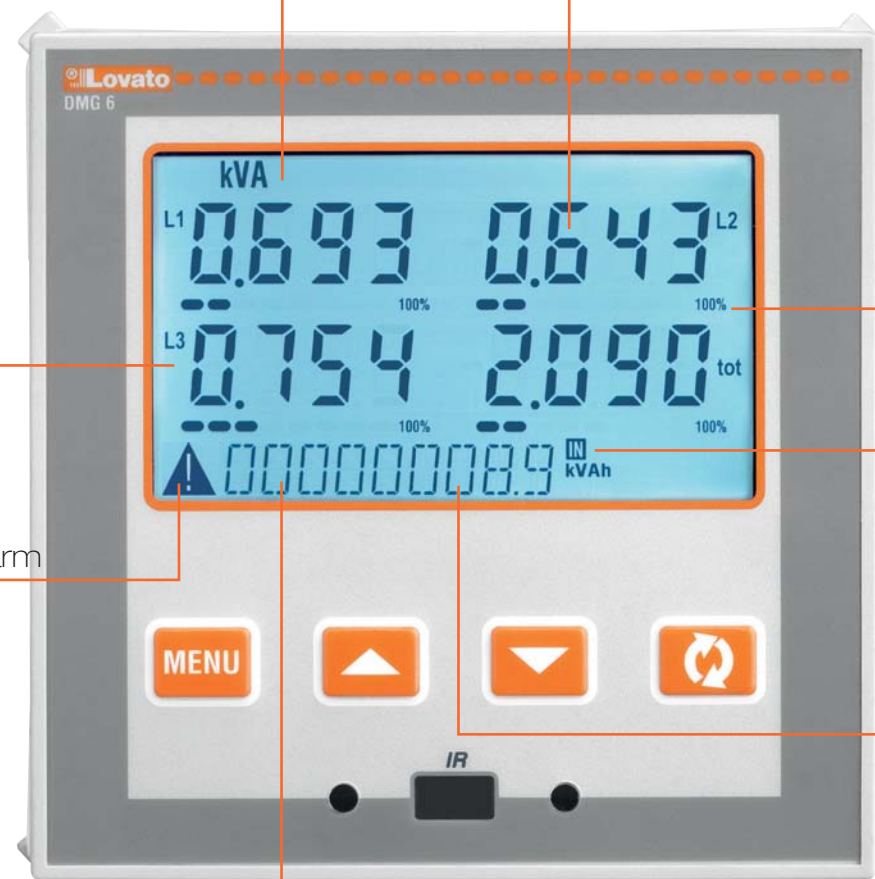 Lovato
DMG 6
kVA
L1 0.693 0.643 L2
100% 100%
L3 0.754 2.090 tot
100% 100%
! 00000008.9 IN kVAh
rm
MENU
IR